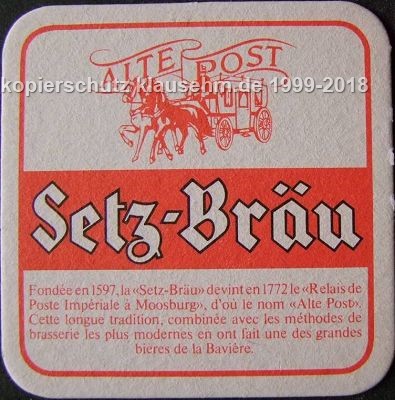 ALTE POST
kopierschutz klausehm.de 1999-2018
Setz-Bräu
Fondée en 1597, la «Setz-Bräu» devint en 1772 le «Relais de
Poste Impériale à Moosburg», d'où le nom «Alte Post».
Cette longue tradition, combinée avec les méthodes de
brasserie les plus modernes en ont fait une des grandes
bieres de la Bavière.